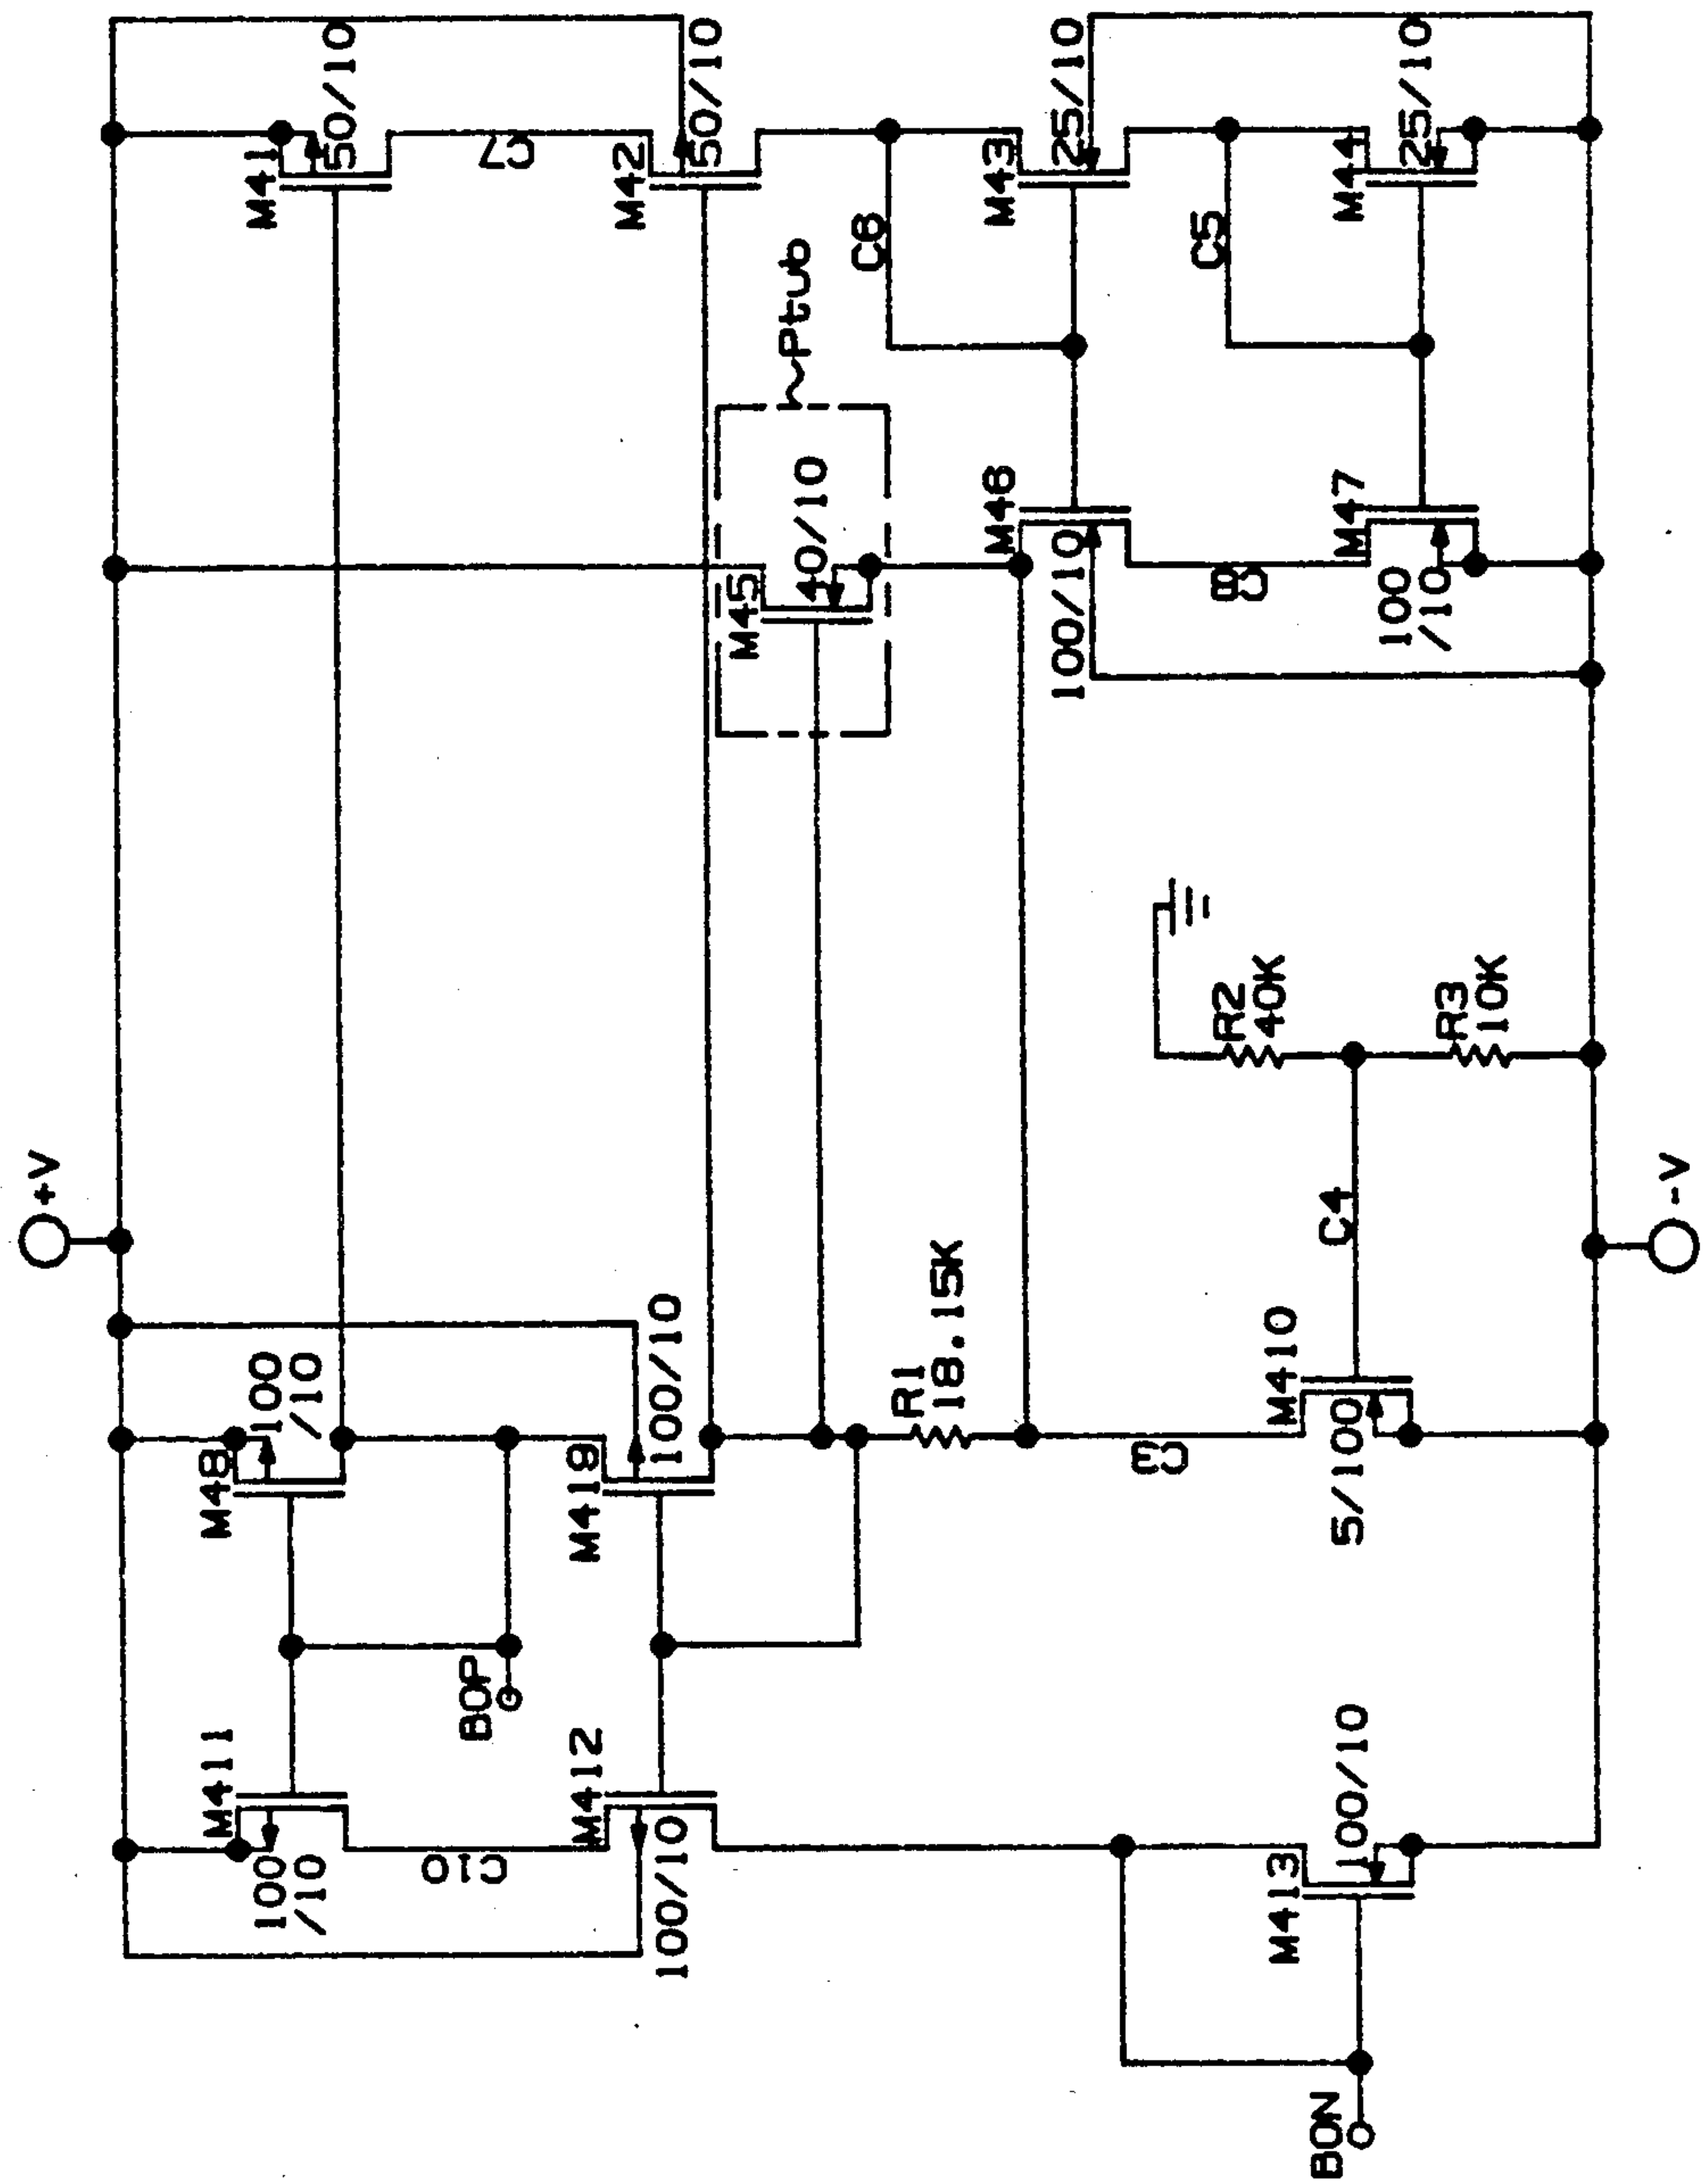 +V
-V
M411
100
/10
C10
M412
100/10
BOP
M48
100
/10
M419
100/10
R1
18.15K
C3
M410
5/100
C4
R2
40K
R3
10K
M413
100/10
BON
M41
50/10
C7
M42
50/10
~Ptub
M45
40/10
C6
M43
25/10
C5
M44
25/10
M46
100/10
C8
M47
100
/10